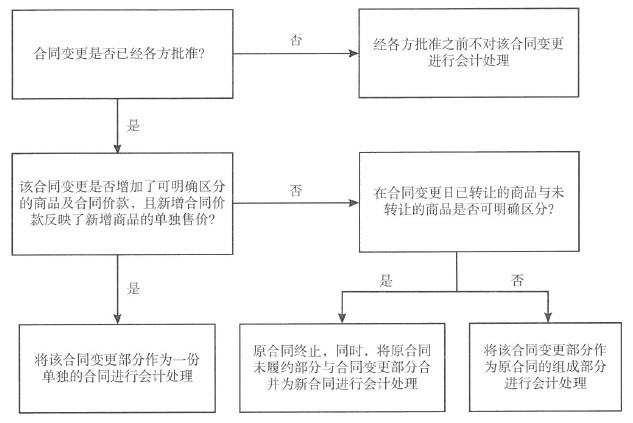 合同变更是否已经各方批准?
否
经各方批准之前不对该合同变更
进行会计处理
是
该合同变更是否增加了可明确区分
的商品及合同价款，且新增合同价
款反映了新增商品的单独售价?
否
在合同变更日已转让的商品与未
转让的商品是否可明确区分?
是
是
否
将该合同变更部分作为一份
单独的合同进行会计处理
原合同终止，同时，将原合同
未履约部分与合同变更部分合
并为新合同进行会计处理
将该合同变更部分作
为原合同的组成部分
进行会计处理